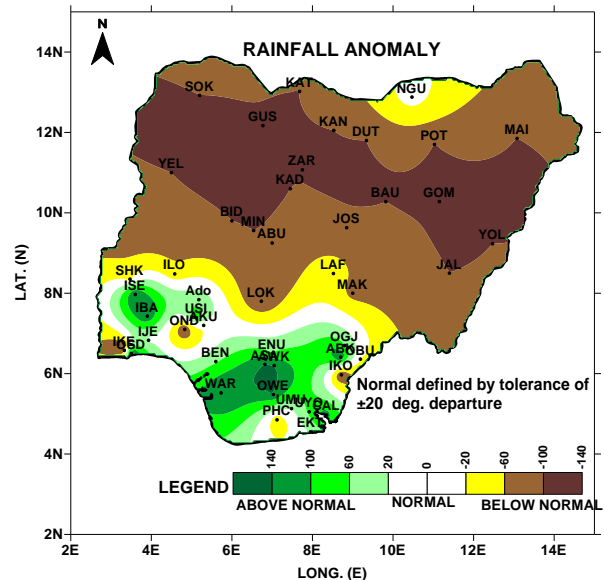 RAINFALL ANOMALY
N
14N
12N
10N
8N
6N
4N
2N
LAT. (N)
SOK
KAT
NGU
GUS
KAN
DUT
POT
MAI
YEL
ZAR
KAD
BAU
GOM
BID
MIN
ABU
JOS
YOL
SHK
ILO
LAF
JAL
ISE
Ado
LOK
MAK
IBA
USI
OND
AKU
IKE
IJE
BEN
ENU
OGJ
ABK
OBU
IKO
WAR
OWE
UMU
UYO
CAL
PHC
EKT
Normal defined by tolerance of
±20 deg. departure
140
100
60
20
0
-20
-60
-100
-140
LEGEND
ABOVE NORMAL
NORMAL
BELOW NORMAL
2E
4E
6E
8E
10E
12E
14E
LONG. (E)